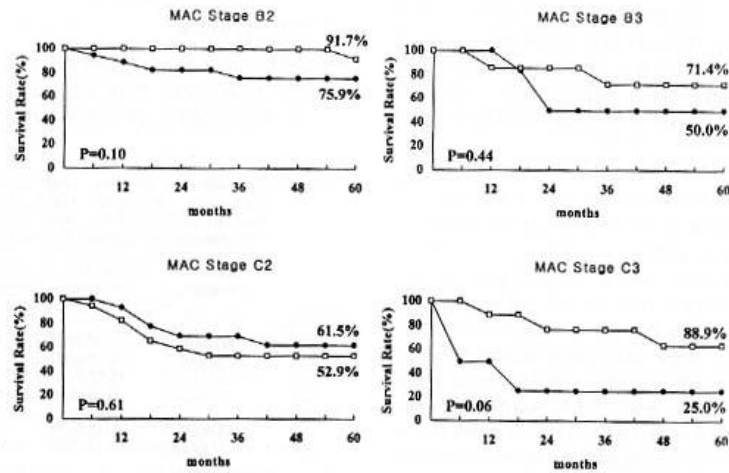 MAC Stage B2
Survival Rate(%)
100
80
60
40
20
0
91.7%
75.9%
P=0.10
12 24 36 48 60
months
MAC Stage B3
Survival Rate(%)
100
80
60
40
20
0
71.4%
50.0%
P=0.44
12 24 36 48 60
months
MAC Stage C2
Survival Rate(%)
100
80
60
40
20
0
61.5%
52.9%
P=0.61
12 24 36 48 60
months
MAC Stage C3
Survival Rate(%)
100
80
60
40
20
0
88.9%
25.0%
P=0.06
12 24 36 48 60
months